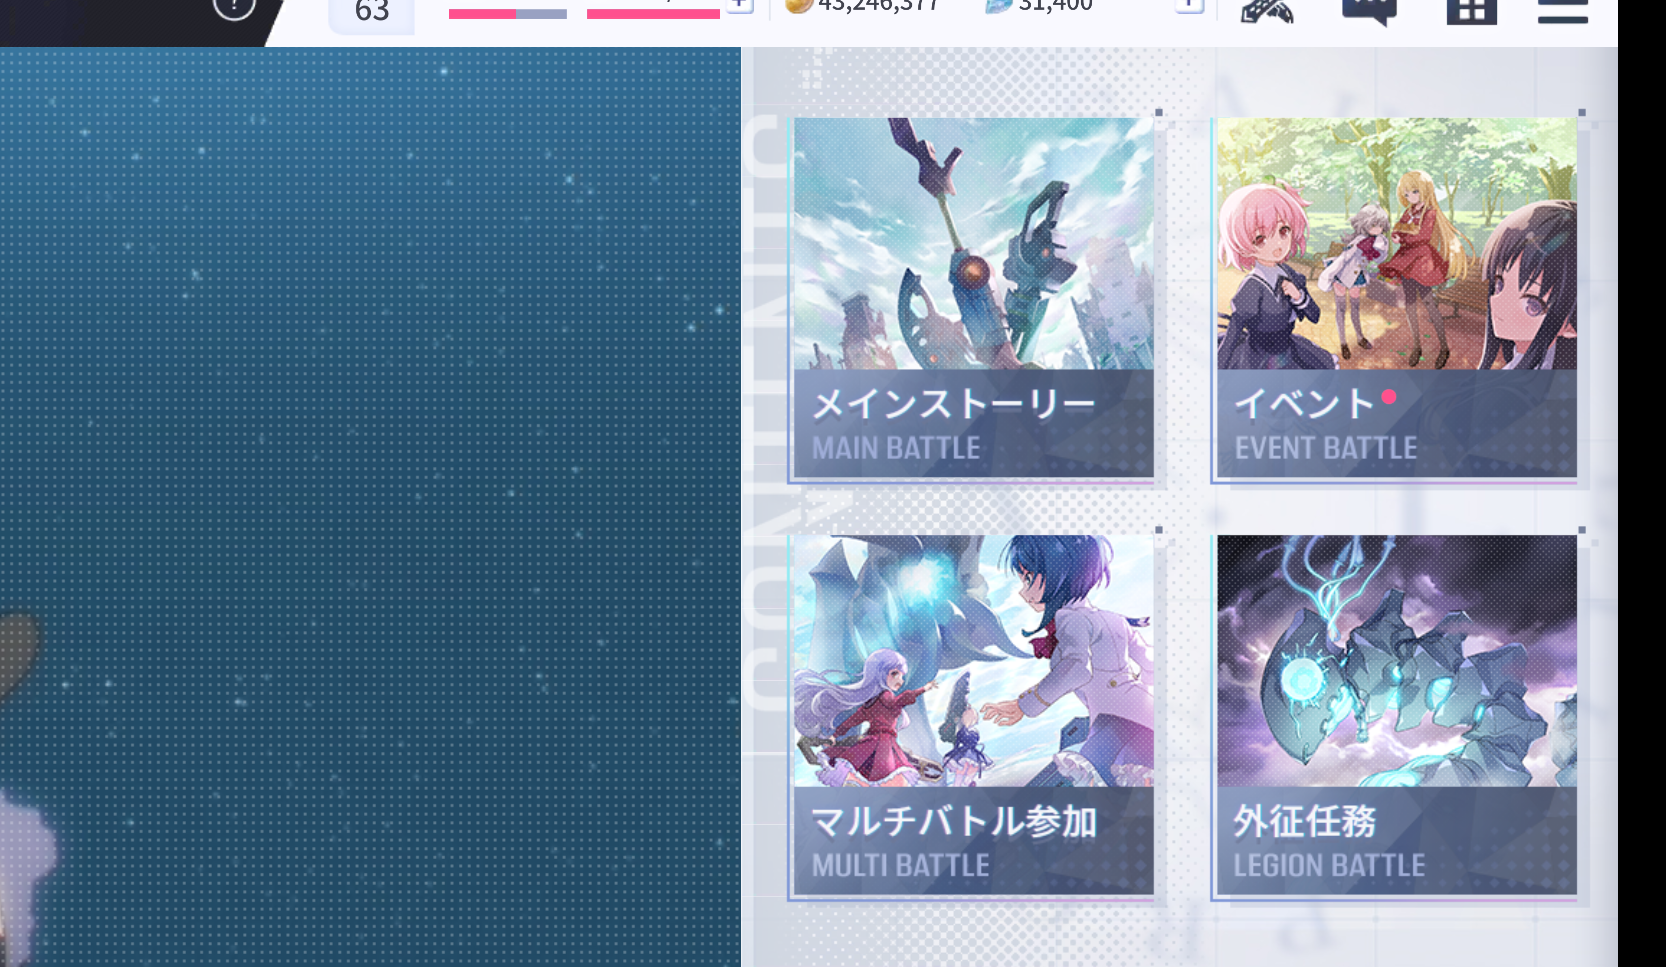 ?
63
43,246,377
31,400
CONTENTS
メインストーリー
MAIN BATTLE
イベント
EVENT BATTLE
マルチバトル参加
MULTI BATTLE
外征任務
LEGION BATTLE